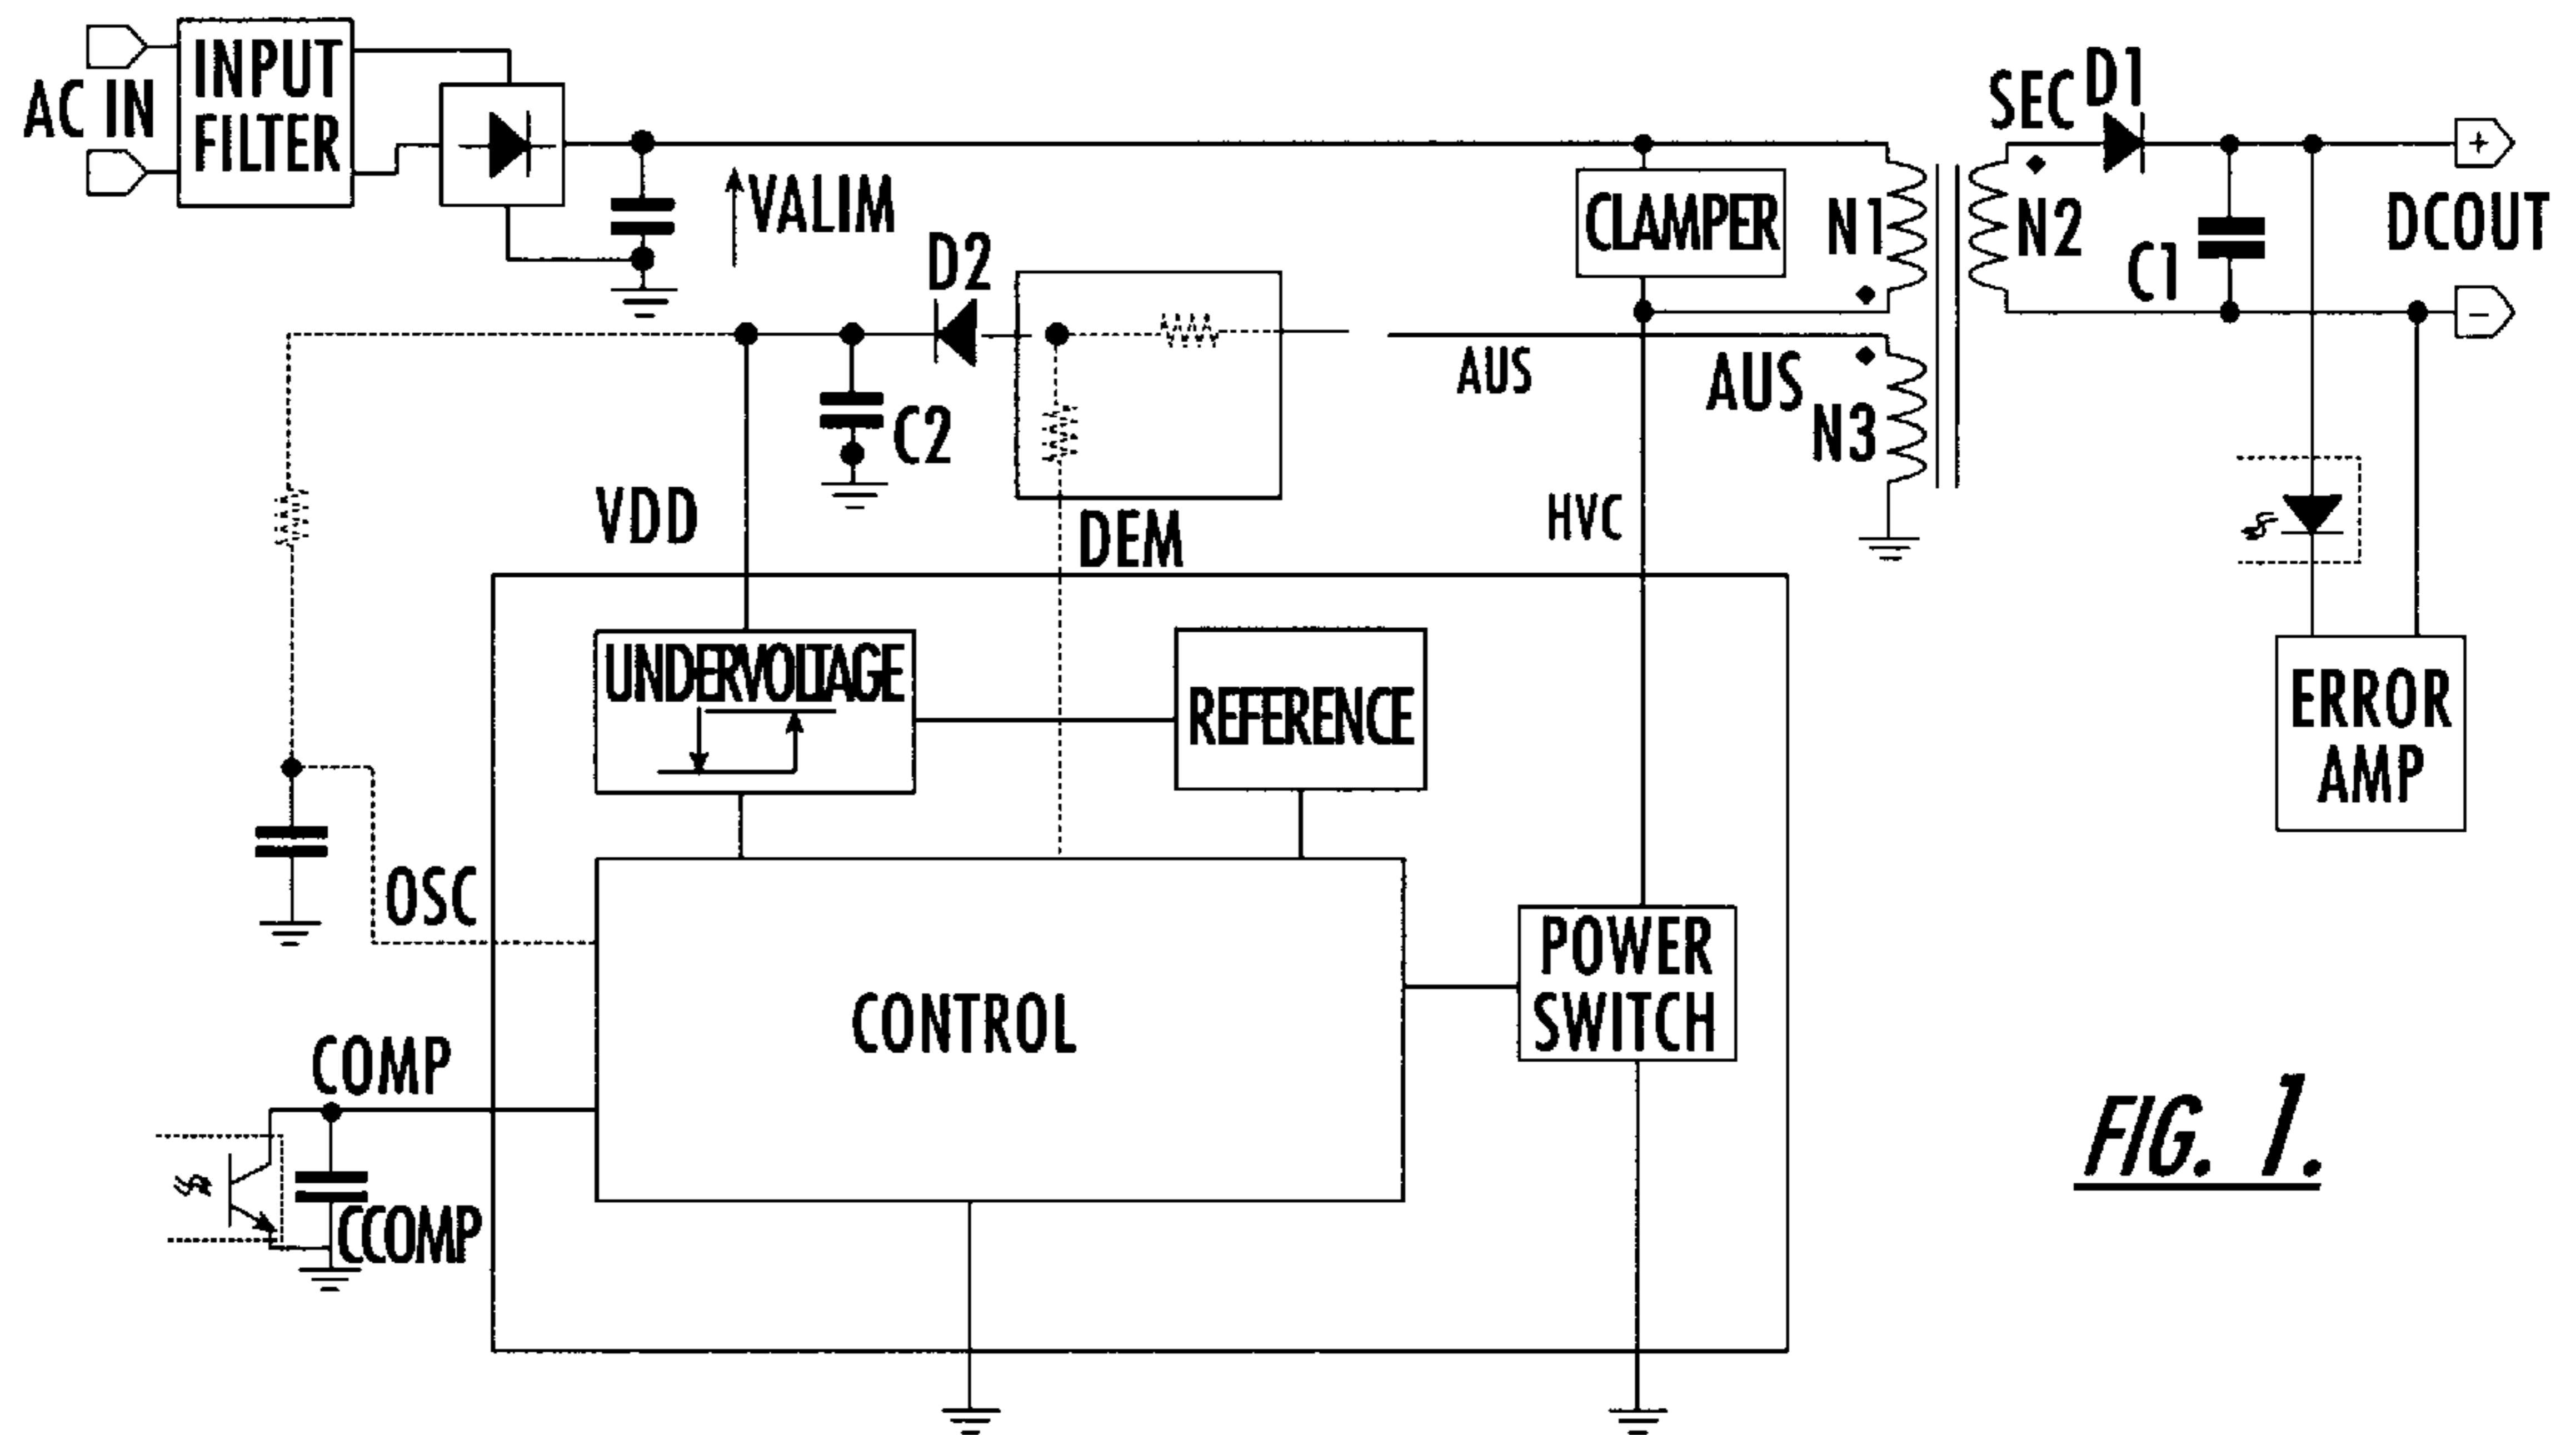 AC IN
INPUT
FILTER
VALIM
D2
C2
CLAMPER
N1
SEC
D1
N2
C1
+
DCOUT
-
AUS
AUS
N3
VDD
DEM
HVC
UNDERVOLTAGE
REFERENCE
ERROR
AMP
OSC
CONTROL
POWER
SWITCH
COMP
CCOMP
FIG. 1.